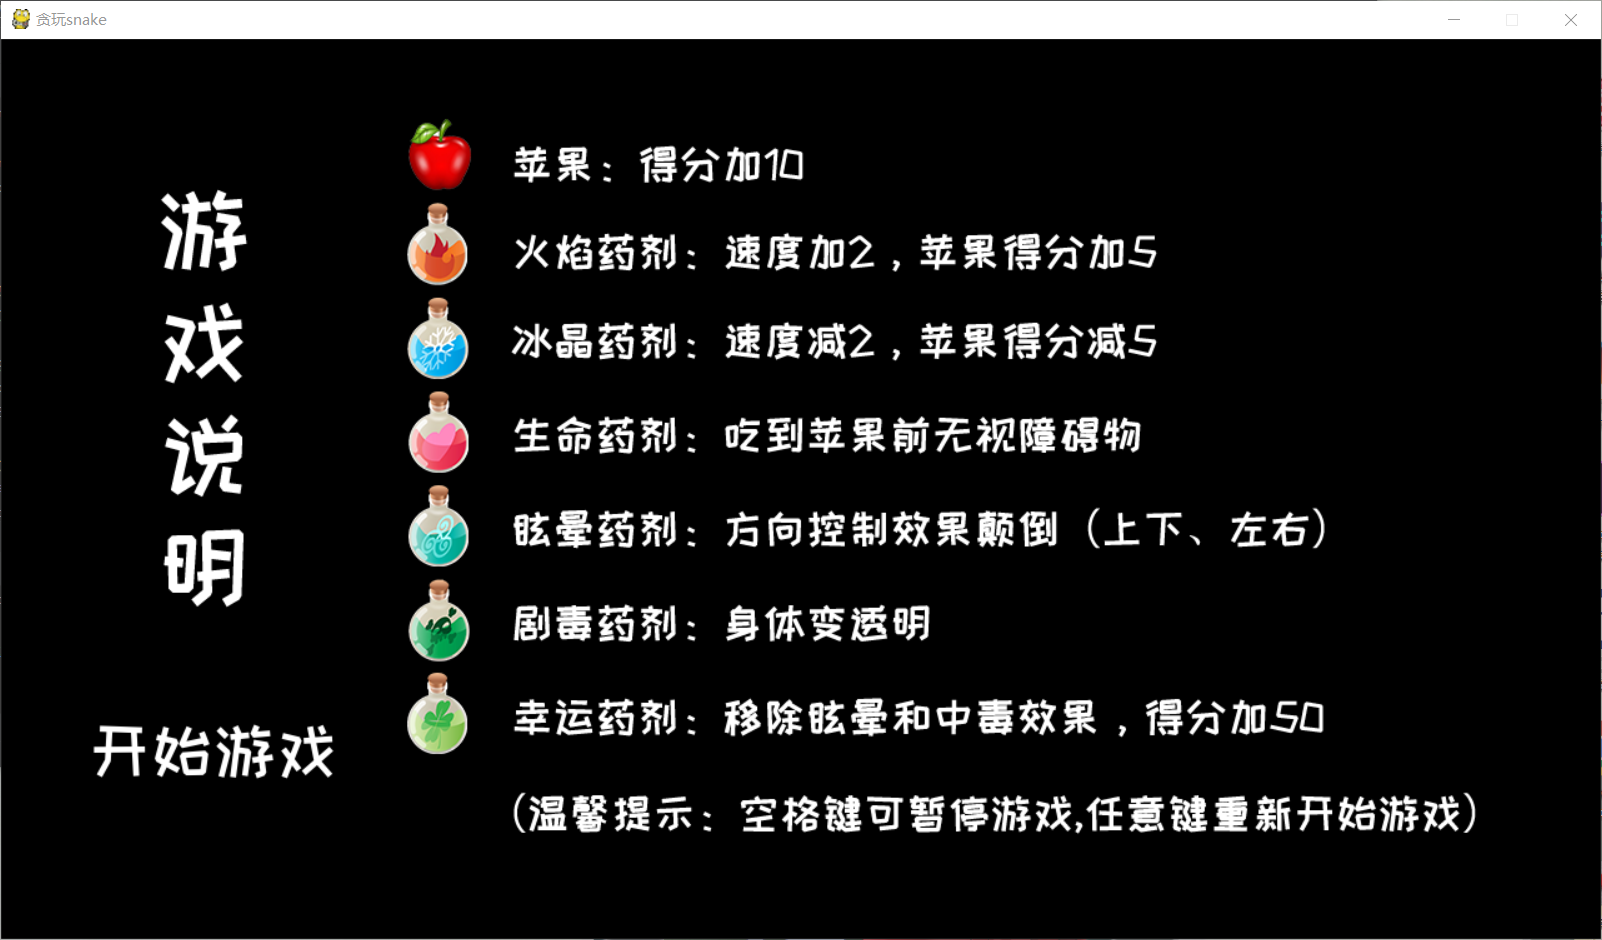 贪玩snake
游戏说明
开始游戏
苹果：得分加10
火焰药剂：速度加2，苹果得分加5
冰晶药剂：速度减2，苹果得分减5
生命药剂：吃到苹果前无视障碍物
眩晕药剂：方向控制效果颠倒（上下、左右）
剧毒药剂：身体变透明
幸运药剂：移除眩晕和中毒效果，得分加50
（温馨提示：空格键可暂停游戏,任意键重新开始游戏）